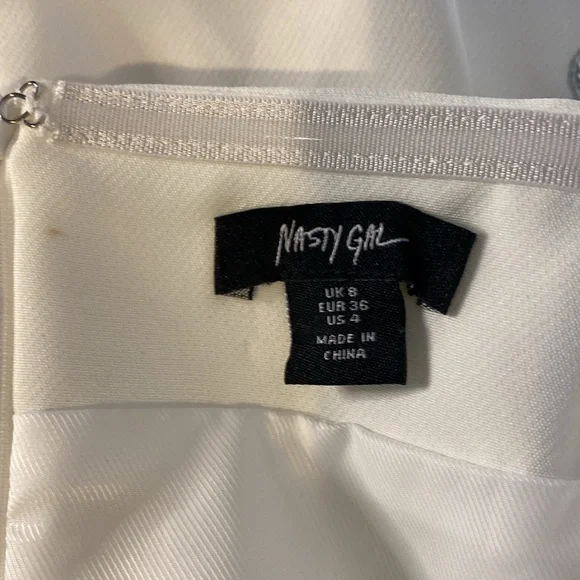 NASTY GAL
UK 8
EUR 36
US 4
MADE IN
CHINA